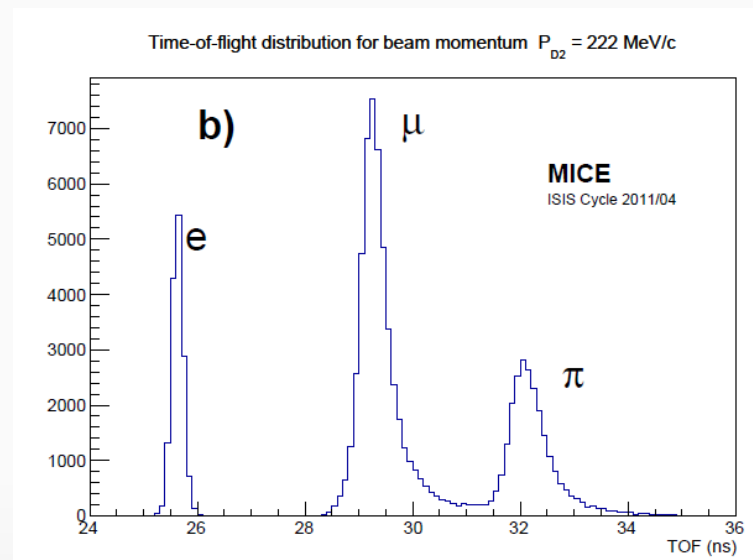 Time-of-flight distribution for beam momentum P_D2 = 222 MeV/c
b)
μ
e
π
MICE
ISIS Cycle 2011/04
7000
6000
5000
4000
3000
2000
1000
0
24 26 28 30 32 34 36
TOF (ns)